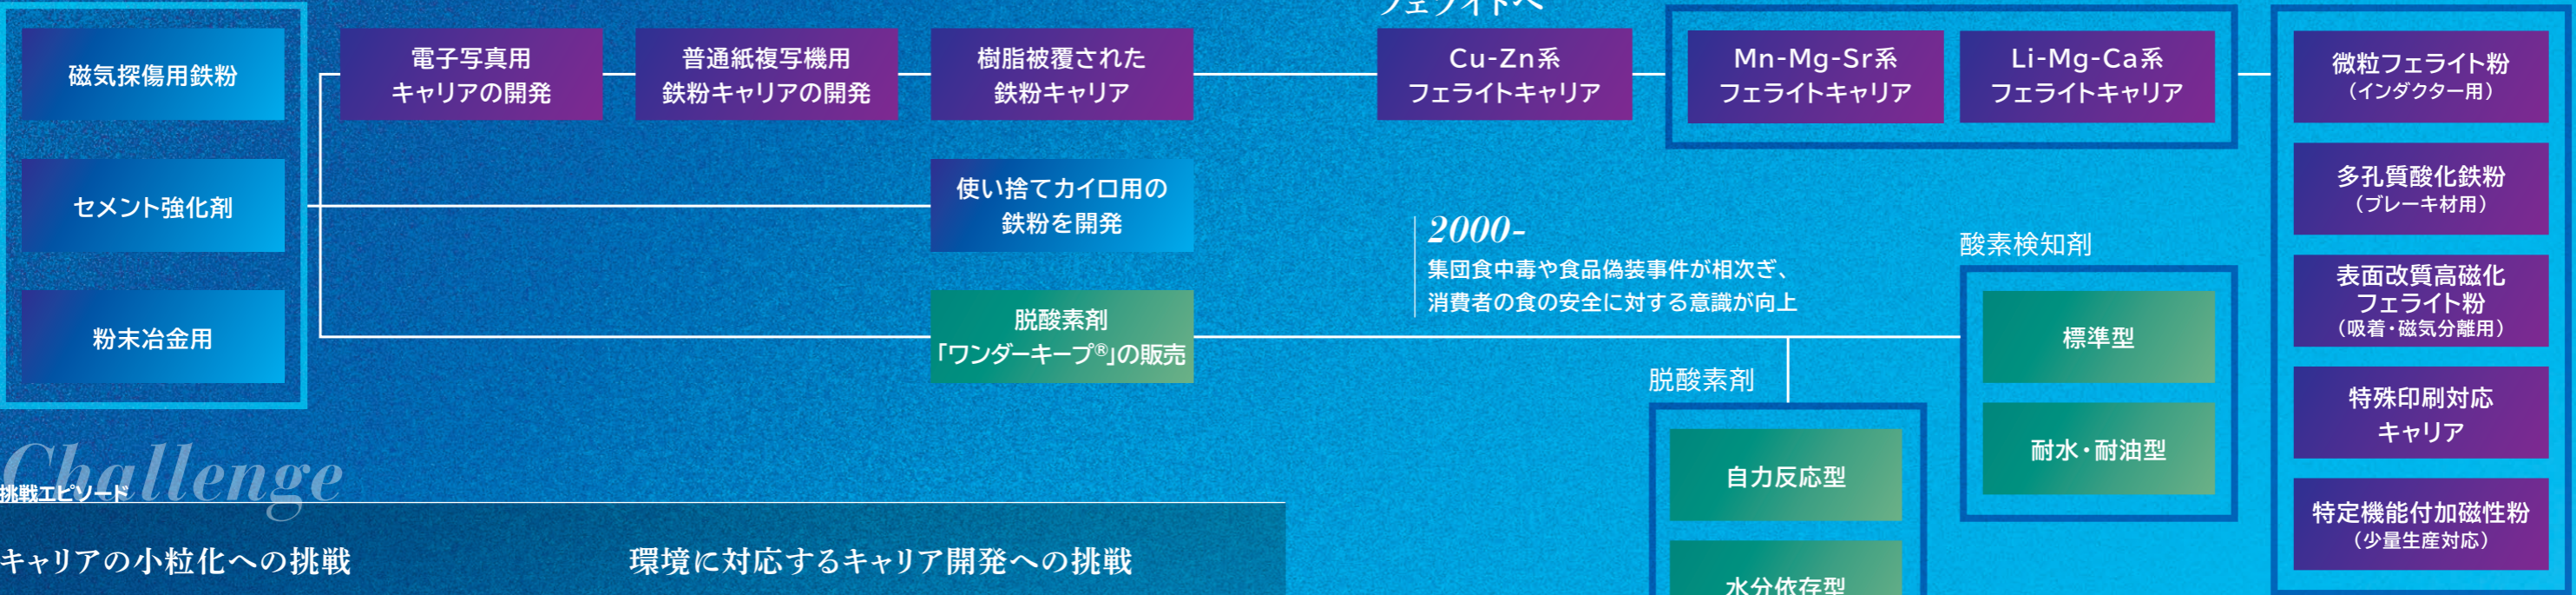 フェライトへ
磁気探傷用鉄粉
セメント強化剤
粉末冶金用
電子写真用
キャリアの開発
普通紙複写機用
鉄粉キャリアの開発
樹脂被覆された
鉄粉キャリア
Cu-Zn系
フェライトキャリア
Mn-Mg-Sr系
フェライトキャリア
Li-Mg-Ca系
フェライトキャリア
使い捨てカイロ用の
鉄粉を開発
脱酸素剤
「ワンダーキープ®」の販売
2000-
集団食中毒や食品偽装事件が相次ぎ、
消費者の食の安全に対する意識が向上
酸素検知剤
標準型
耐水・耐油型
脱酸素剤
自力反応型
水分依存型
微粒フェライト粉
（インダクター用）
多孔質酸化鉄粉
（ブレーキ材用）
表面改質高磁化
フェライト粉
（吸着・磁気分離用）
特殊印刷対応
キャリア
特定機能付加磁性粉
（少量生産対応）
Challenge
挑戦エピソード
キャリアの小粒化への挑戦
環境に対応するキャリア開発への挑戦